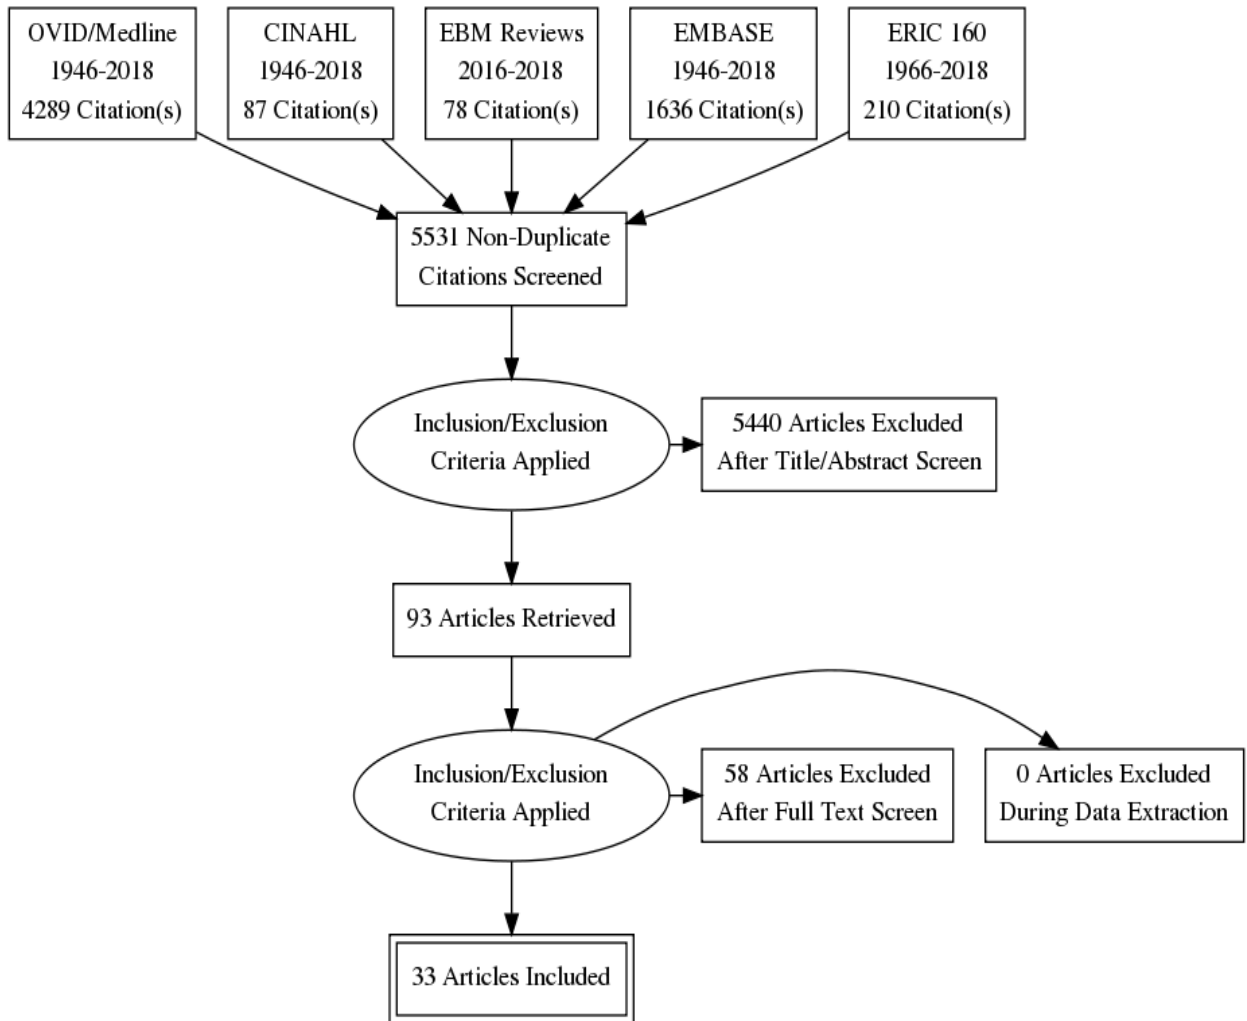 OVID/Medline
1946-2018
4289 Citation(s)
CINAHL
1946-2018
87 Citation(s)
EBM Reviews
2016-2018
78 Citation(s)
EMBASE
1946-2018
1636 Citation(s)
ERIC 160
1966-2018
210 Citation(s)
5531 Non-Duplicate
Citations Screened
Inclusion/Exclusion
Criteria Applied
5440 Articles Excluded
After Title/Abstract Screen
93 Articles Retrieved
Inclusion/Exclusion
Criteria Applied
58 Articles Excluded
After Full Text Screen
0 Articles Excluded
During Data Extraction
33 Articles Included